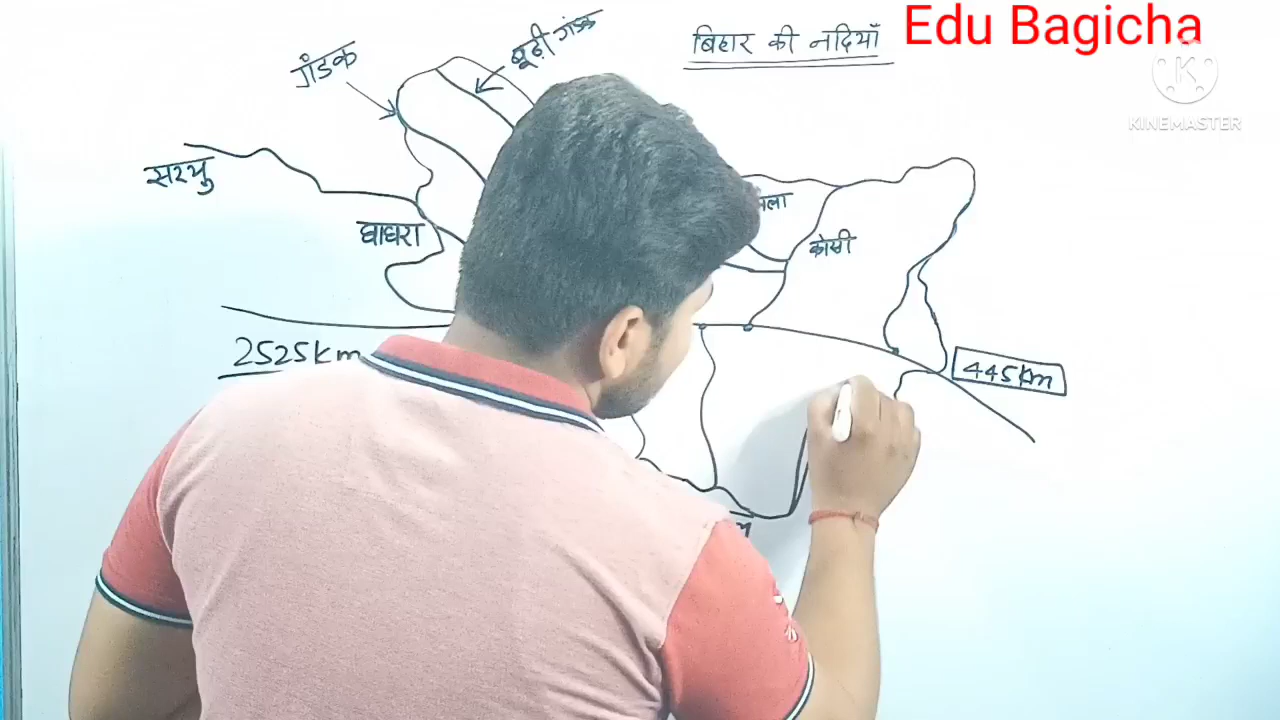 Edu Bagicha
बिहार की नदियाँ
KINEMASTER
बूढ़ी गंडक
गंडक
सरयु
घाघरा
कोसी
2525km
445km